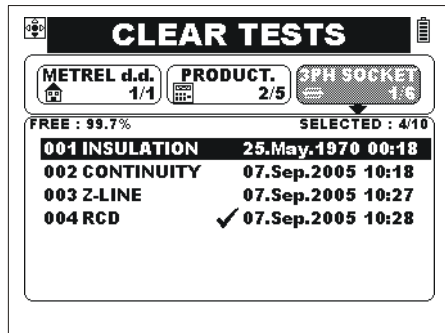 CLEAR TESTS
METREL d.d. PRODUCT. 3PH SOCKET
1/1 2/5 1/6
FREE : 99.7% SELECTED : 4/10
001 INSULATION 25.May.1970 00:18
002 CONTINUITY 07.Sep.2005 10:18
003 Z-LINE 07.Sep.2005 10:27
004 RCD 07.Sep.2005 10:28